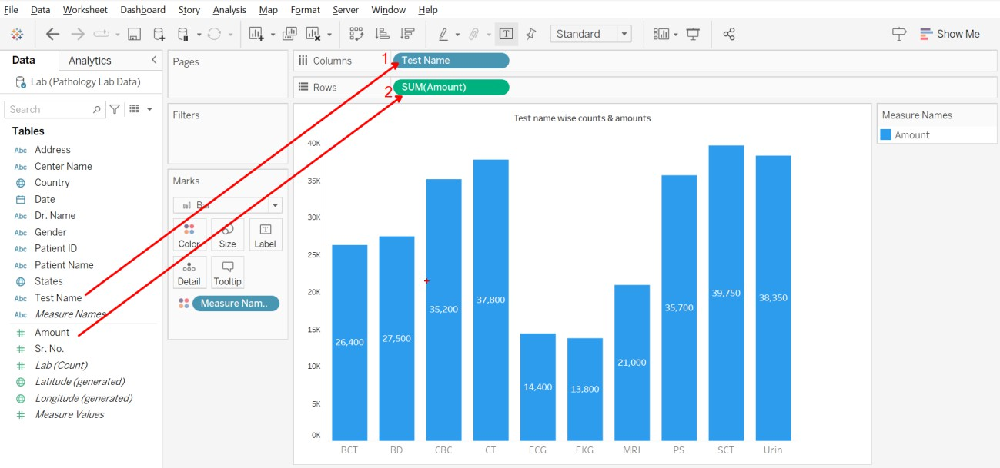 File Data Worksheet Dashboard Story Analysis Map Format Server Window Help
Standard
Show Me
Data Analytics
Lab (Pathology Lab Data)
Search
Tables
Abc Address
Abc Center Name
Country
Date
Abc Dr. Name
Abc Gender
Abc Patient ID
Abc Patient Name
States
Abc Test Name
Abc Measure Names
Amount
Sr. No.
Lab (Count)
Latitude (generated)
Longitude (generated)
Measure Values
Pages
Filters
Marks
Bar
Color Size Label
Detail Tooltip
Measure Nam..
Columns 1 Test Name
Rows 2 SUM(Amount)
Test name wise counts & amounts
40K
35K
30K
25K
20K
15K
10K
5K
0K
26,400 27,500 35,200 37,800 14,400 13,800 21,000 35,700 39,750 38,350
BCT BD CBC CT ECG EKG MRI PS SCT Urin
Measure Names
Amount